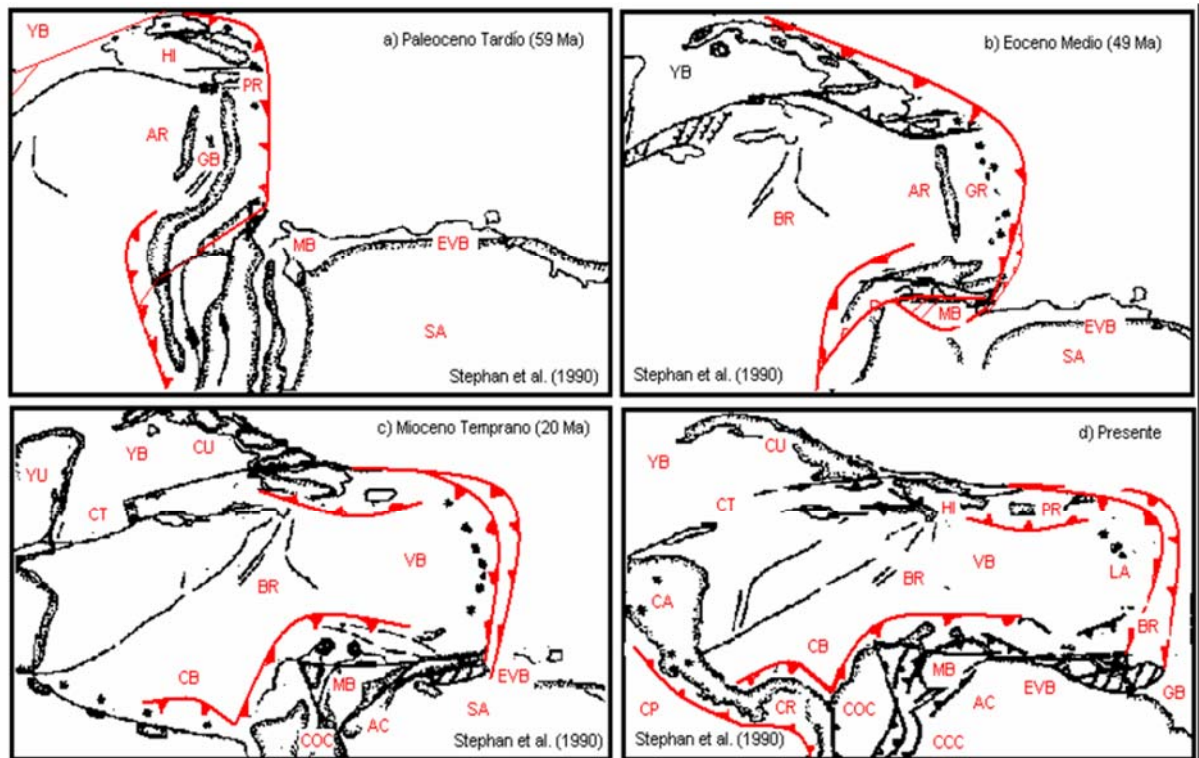 YB
a) Paleoceno Tardío (59 Ma)
HI
PR
AR
GB
MB
EVB
SA
Stephan et al. (1990)
b) Eoceno Medio (49 Ma)
YB
AR
GR
BR
MB
EVB
SA
Stephan et al. (1990)
c) Mioceno Temprano (20 Ma)
YB
CU
YU
CT
VB
BR
CB
MB
EVB
SA
AC
COC
Stephan et al. (1990)
d) Presente
CU
YB
CT
HI
PR
VB
LA
BR
CA
BR
CB
MB
EVB
GB
CP
CR
COC
AC
CCC
Stephan et al. (1990)